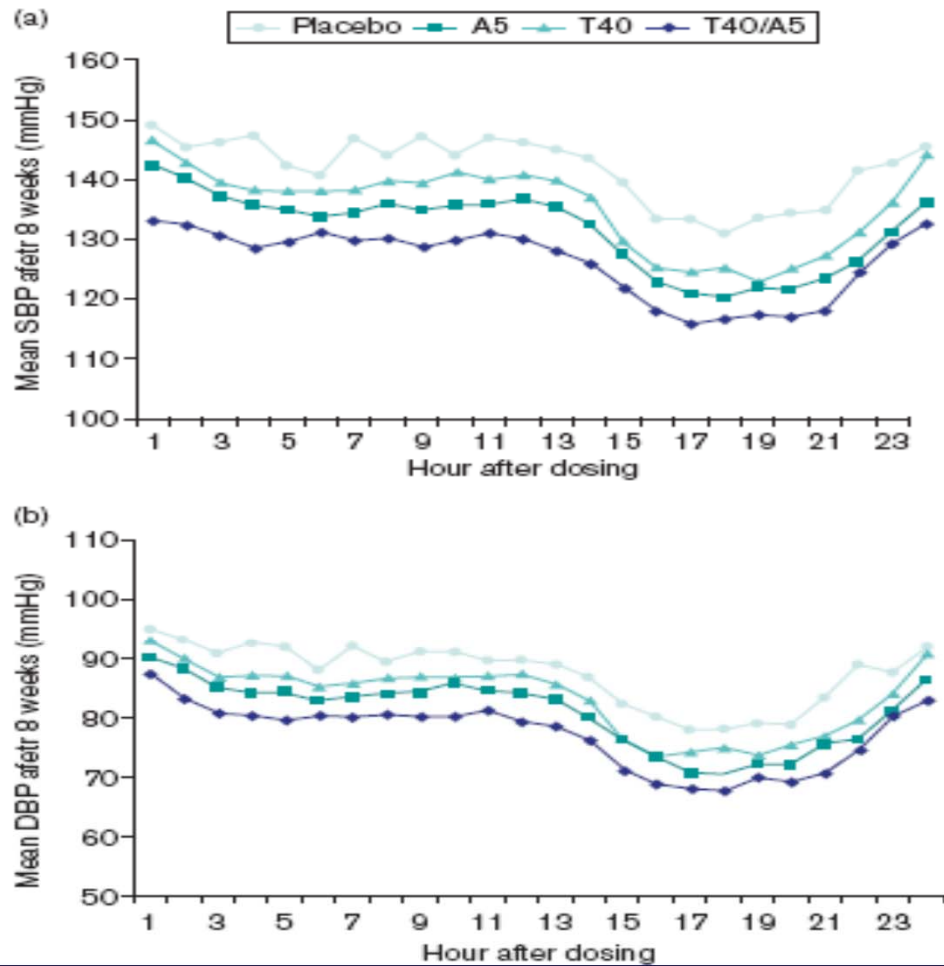 (a)
Placebo A5 T40 T40/A5
Mean SBP afetr 8 weeks (mmHg)
160
150
140
130
120
110
100
1 3 5 7 9 11 13 15 17 19 21 23
Hour after dosing
(b)
Mean DBP afetr 8 weeks (mmHg)
110
100
90
80
70
60
50
1 3 5 7 9 11 13 15 17 19 21 23
Hour after dosing